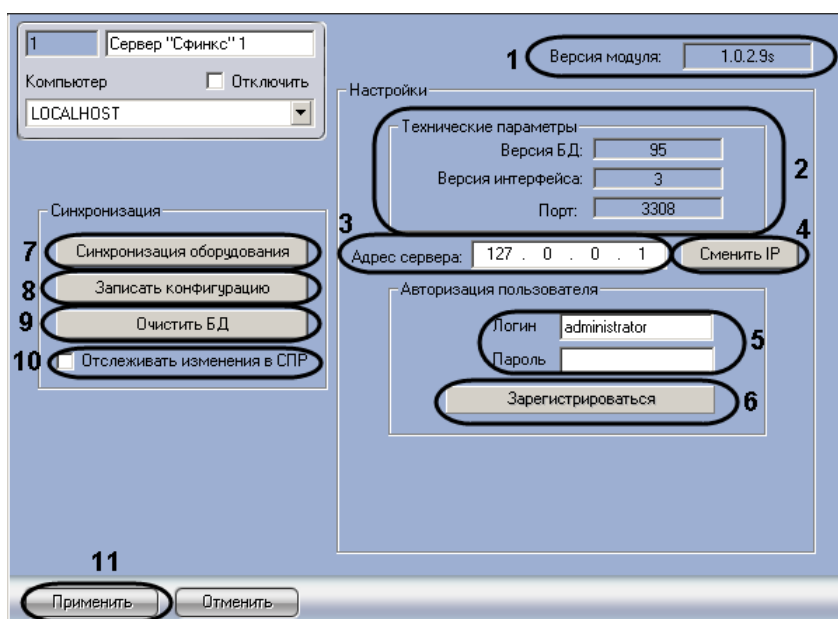 1 Сервер "Сфинкс" 1
Компьютер Отключить
LOCALHOST
1 Версия модуля: 1.0.2.9s
Настройки
Технические параметры
Версия БД: 95
Версия интерфейса: 3
Порт: 3308
2
3 Адрес сервера: 127 . 0 . 0 . 1
4 Сменить IP
Авторизация пользователя
Логин administrator
Пароль
5
Зарегистрироваться 6
Синхронизация
7 Синхронизация оборудования
8 Записать конфигурацию
9 Очистить БД
10 Отслеживать изменения в СПР
11
Применить Отменить